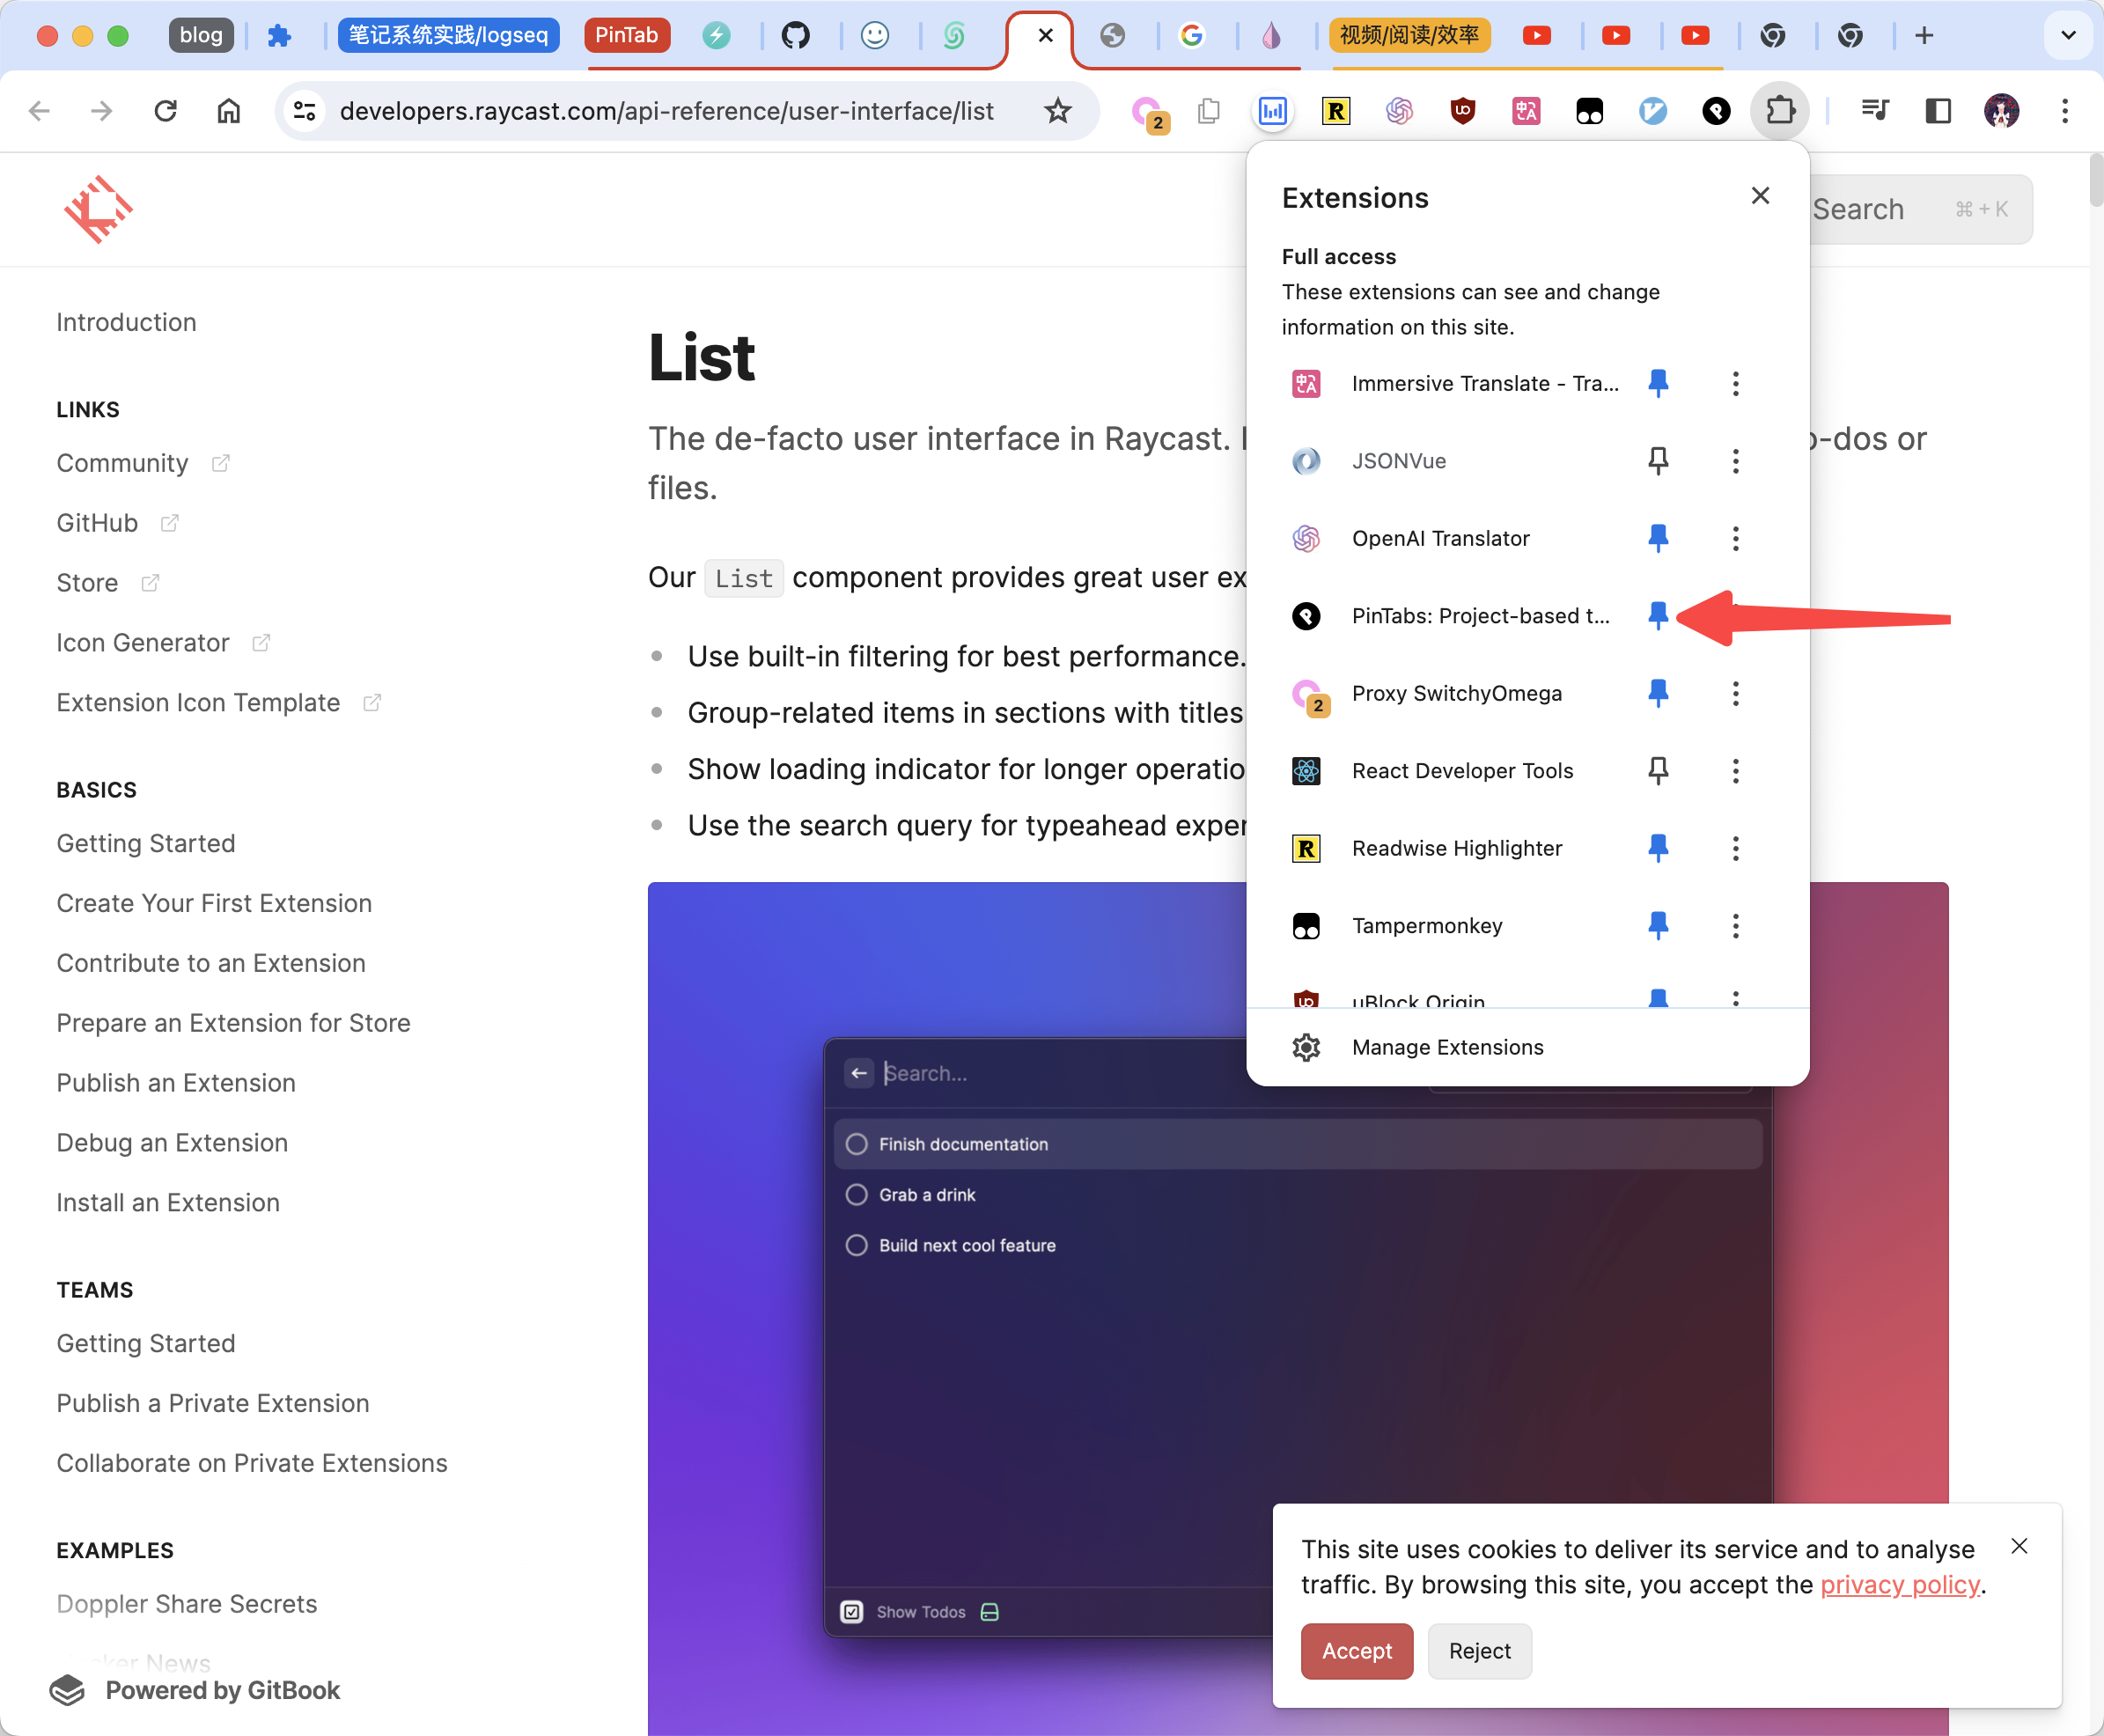 blog
笔记系统实践/logseq
PinTab
视频/阅读/效率
developers.raycast.com/api-reference/user-interface/list
2
Extensions
Full access
These extensions can see and change
information on this site.
Immersive Translate - Tra...
JSONVue
OpenAI Translator
PinTabs: Project-based t...
Proxy SwitchyOmega
2
React Developer Tools
Readwise Highlighter
Tampermonkey
uBlock Origin
Manage Extensions
Search
⌘ + K
Introduction
LINKS
Community
GitHub
Store
Icon Generator
Extension Icon Template
BASICS
Getting Started
Create Your First Extension
Contribute to an Extension
Prepare an Extension for Store
Publish an Extension
Debug an Extension
Install an Extension
TEAMS
Getting Started
Publish a Private Extension
Collaborate on Private Extensions
EXAMPLES
Doppler Share Secrets
News
Powered by GitBook
List
The de-facto user interface in Raycast.
o-dos or
files.
Our List component provides great user ex
Use built-in filtering for best performance.
Group-related items in sections with titles
Show loading indicator for longer operatio
Use the search query for typeahead exper
Search...
Finish documentation
Grab a drink
Build next cool feature
Show Todos
This site uses cookies to deliver its service and to analyse
traffic. By browsing this site, you accept the privacy policy.
Accept
Reject